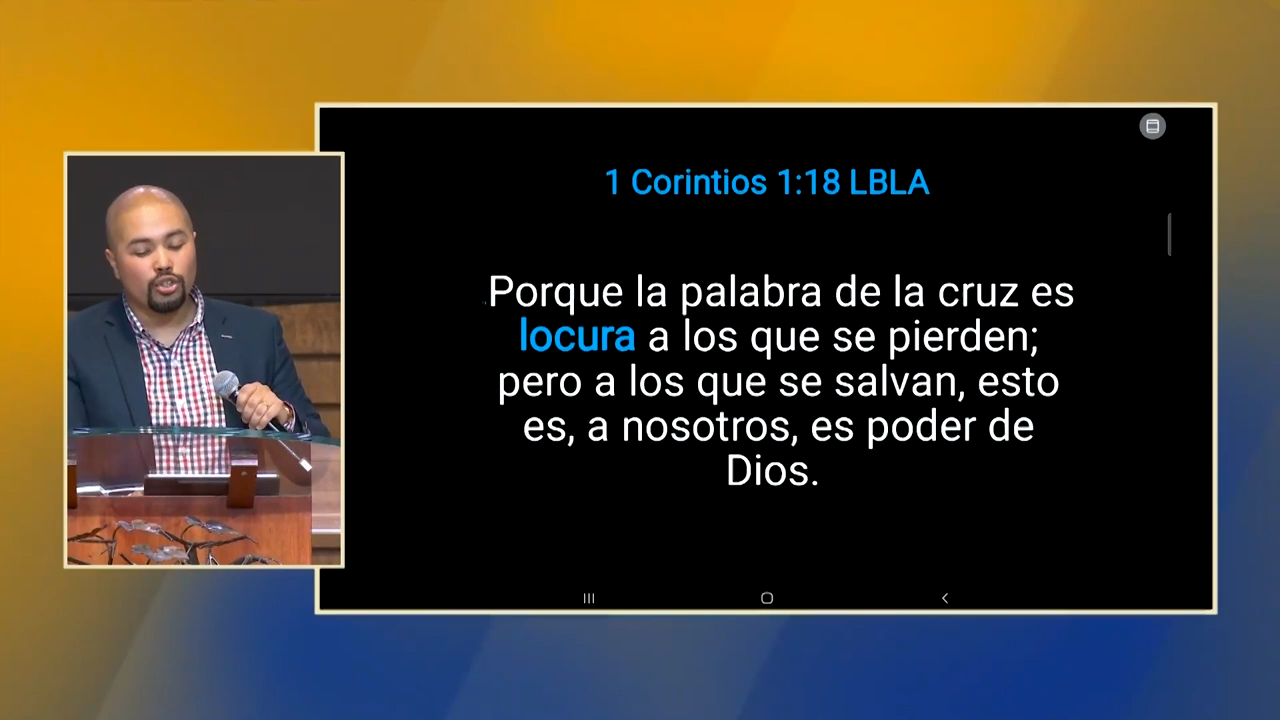 1 Corintios 1:18 LBLA
Porque la palabra de la cruz es
locura a los que se pierden;
pero a los que se salvan, esto
es, a nosotros, es poder de
Dios.